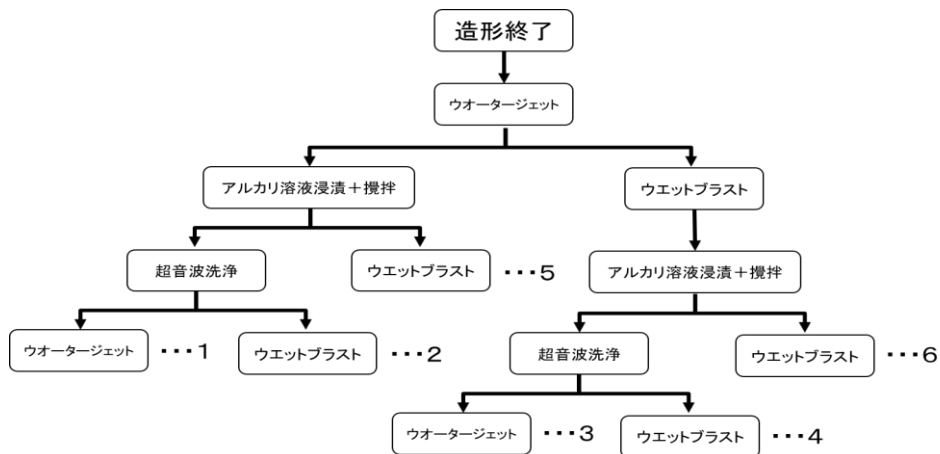 造形終了
ウオータージェット
アルカリ溶液浸漬＋攪拌
ウエットブラスト
超音波洗浄
ウエットブラスト ・・・5
アルカリ溶液浸漬＋攪拌
ウオータージェット ・・・1
ウエットブラスト ・・・2
超音波洗浄
ウエットブラスト ・・・6
ウオータージェット ・・・3
ウエットブラスト ・・・4